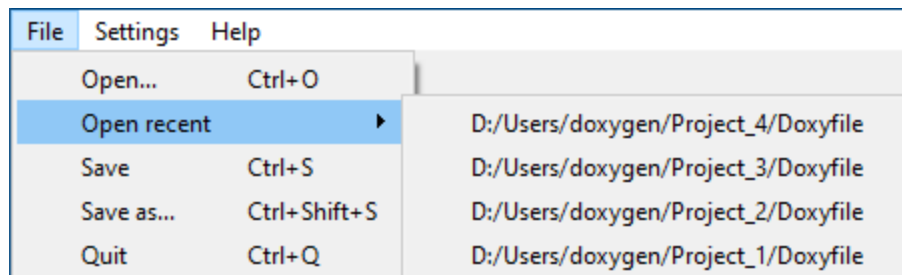 File Settings Help
Open... Ctrl+O
Open recent D:/Users/doxygen/Project_4/Doxyfile
Save Ctrl+S D:/Users/doxygen/Project_3/Doxyfile
Save as... Ctrl+Shift+S D:/Users/doxygen/Project_2/Doxyfile
Quit Ctrl+Q D:/Users/doxygen/Project_1/Doxyfile